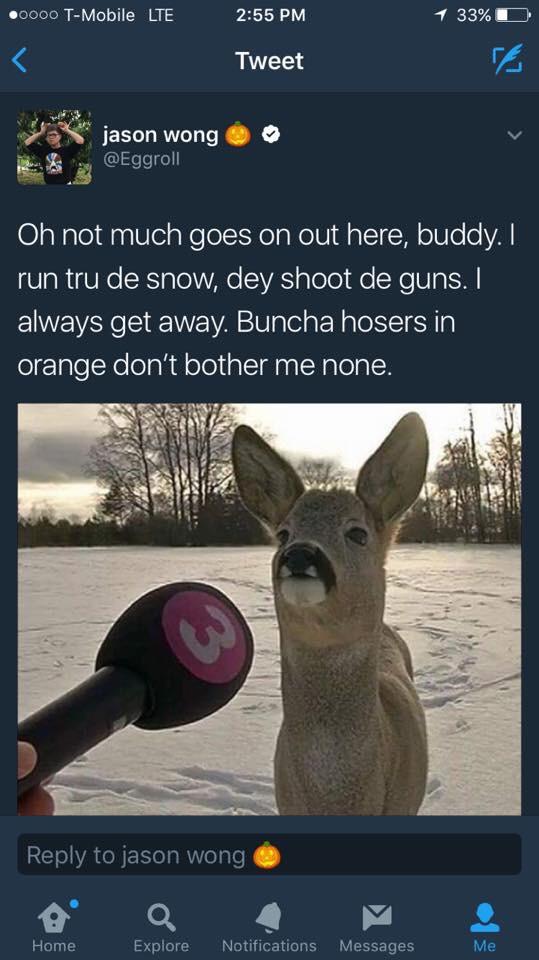 T-Mobile LTE 2:55 PM 33%
Tweet
jason wong 🎃
@Eggroll
Oh not much goes on out here, buddy. I
run tru de snow, dey shoot de guns. I
always get away. Buncha hosers in
orange don't bother me none.
3
Reply to jason wong 🎃
Home Explore Notifications Messages Me